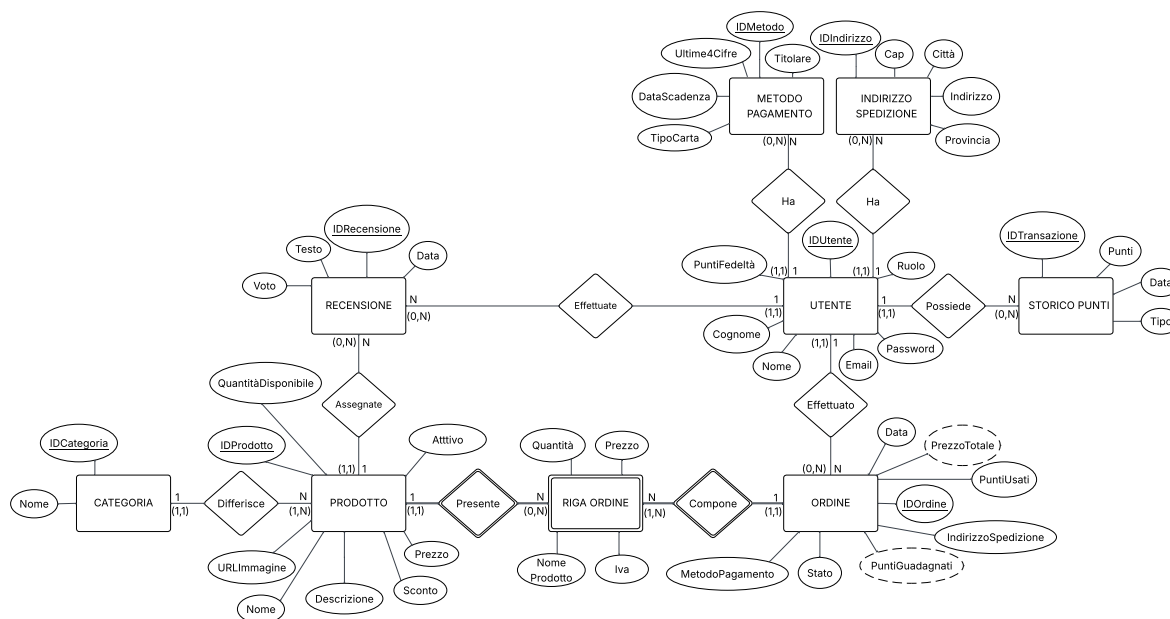 IDMetodo
Ultime4Cifre
Titolare
DataScadenza
TipoCarta
METODO
PAGAMENTO
IDIndirizzo
Cap
Città
Indirizzo
Provincia
INDIRIZZO
SPEDIZIONE
(0,N) N
(0,N) N
Ha
Ha
(1,1) 1
(1,1) 1
IDRecensione
Testo
Data
Voto
RECENSIONE
N
(0,N)
Effettuate
1
(1,1)
PuntiFedeltà
IDUtente
Ruolo
UTENTE
Cognome
Nome
Email
Password
1
(1,1)
Possiede
N
(0,N)
IDTransazione
Punti
Data
Tipo
STORICO PUNTI
(0,N) N
Assegnate
(1,1) 1
(1,1) 1
Effettuato
(0,N) N
QuantitàDisponibile
IDCategoria
Nome
CATEGORIA
1
(1,1)
Differisce
N
(1,N)
IDProdotto
Atttivo
PRODOTTO
URLImmagine
Nome
Descrizione
Sconto
Prezzo
1
(1,1)
Presente
N
(0,N)
Quantità
Prezzo
RIGA ORDINE
Nome
Prodotto
Iva
N
(1,N)
Compone
1
(1,1)
ORDINE
Data
PrezzoTotale
PuntiUsati
IDOrdine
IndirizzoSpedizione
PuntiGuadagnati
Stato
MetodoPagamento